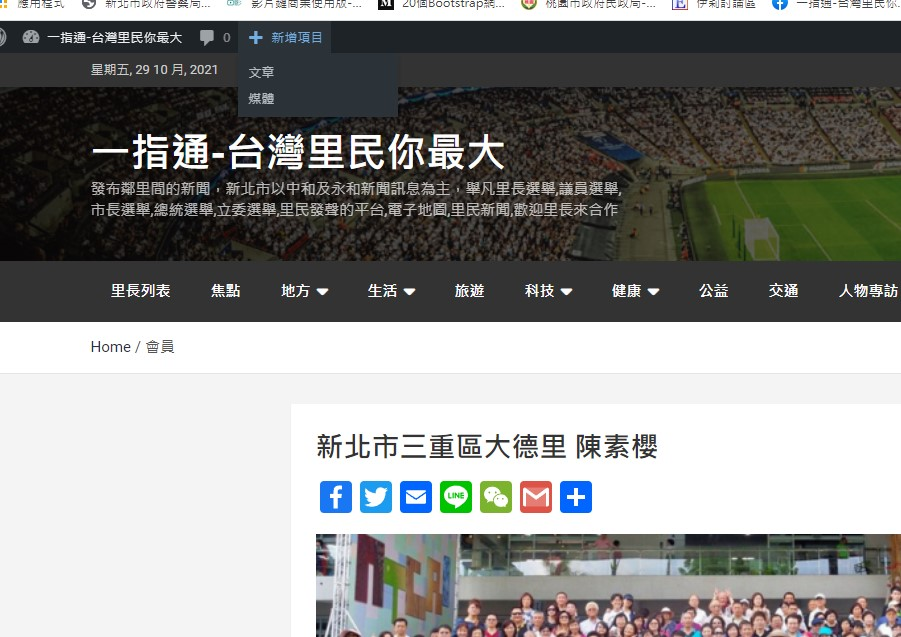 應用程式
新北市政府警察局...
影片縫商業使用版-...
20個Bootstrap網...
桃園市政府民政局-...
伊莉討論區
一指通-台灣里民你...
一指通-台灣里民你最大
0
新增項目
星期五, 29 10 月, 2021
文章
媒體
一指通-台灣里民你最大
發布鄰里間的新聞，新北市以中和及永和新聞訊息為主，舉凡里長選舉,議員選舉,
市長選舉,總統選舉,立委選舉,里民發聲的平台,電子地圖,里民新聞,歡迎里長來合作
里長列表
焦點
地方
生活
旅遊
科技
健康
公益
交通
人物專訪
Home / 會員
新北市三重區大德里 陳素櫻
LINE